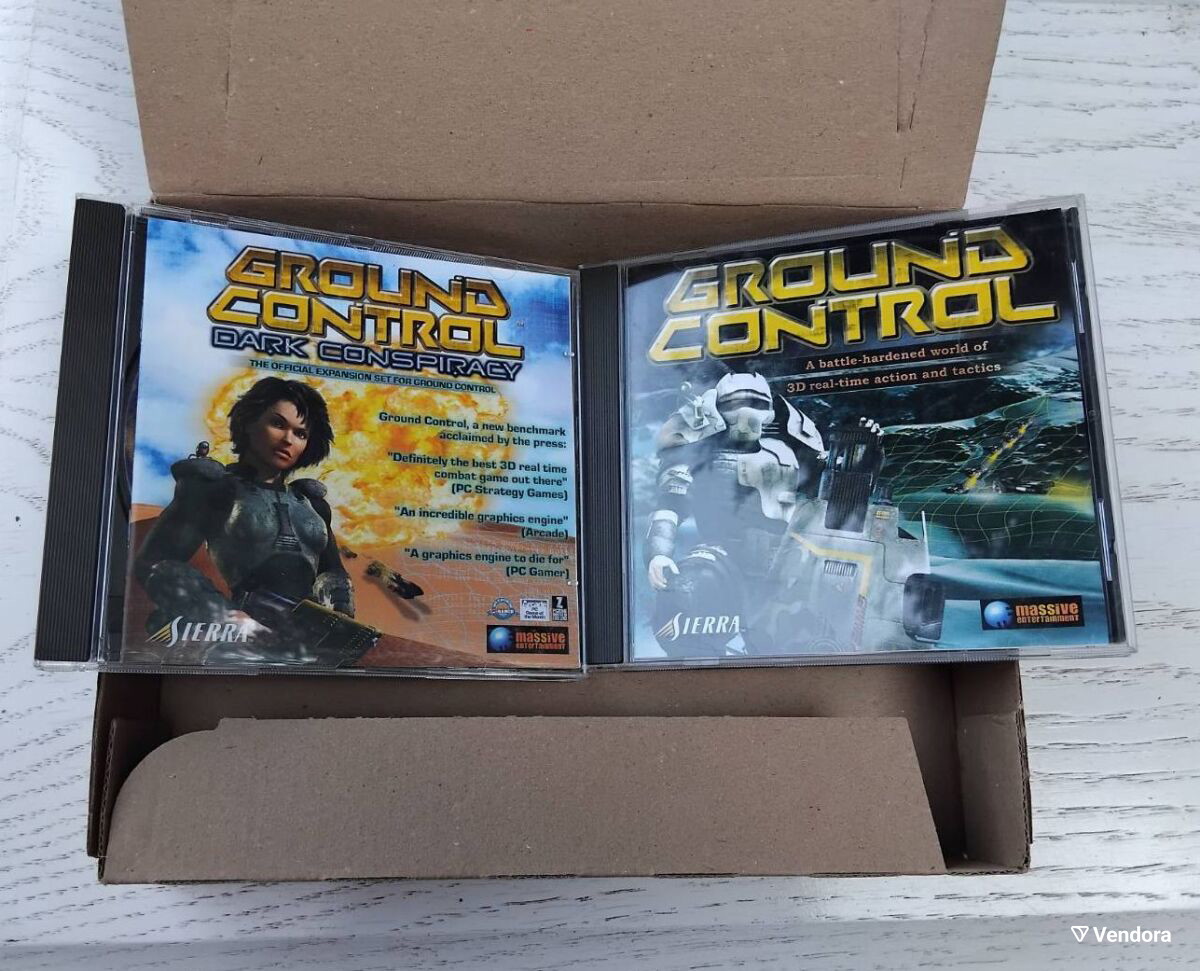 GROUND
CONTROL
DARK CONSPIRACY
THE OFFICIAL EXPANSION SET FOR GROUND CONTROL
Ground Control, a new benchmark
acclaimed by the press:
"Definitely the best 3D real time
combat game out there"
(PC Strategy Games)
"An incredible graphics engine"
(Arcade)
"A graphics engine to die for"
(PC Gamer)
SIERRA
massive
entertainment
GROUND
CONTROL
A battle-hardened world of
3D real-time action and tactics
SIERRA
massive
entertainment
Vendora